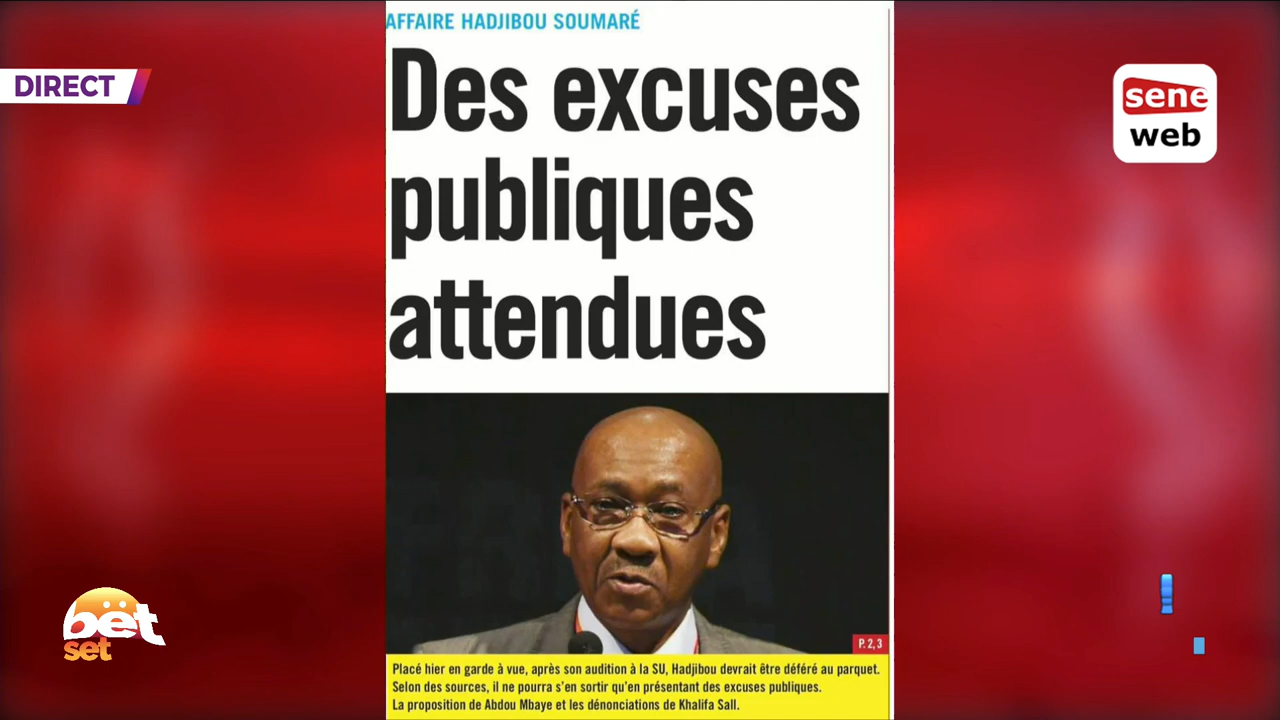 AFFAIRE HADJIBOU SOUMARÉ
Des excuses
publiques
attendues
DIRECT
sene
web
bet
set
P. 2, 3
Placé hier en garde à vue, après son audition à la SU, Hadjibou devrait être déféré au parquet.
Selon des sources, il ne pourra s'en sortir qu'en présentant des excuses publiques.
La proposition de Abdou Mbaye et les dénonciations de Khalifa Sall.